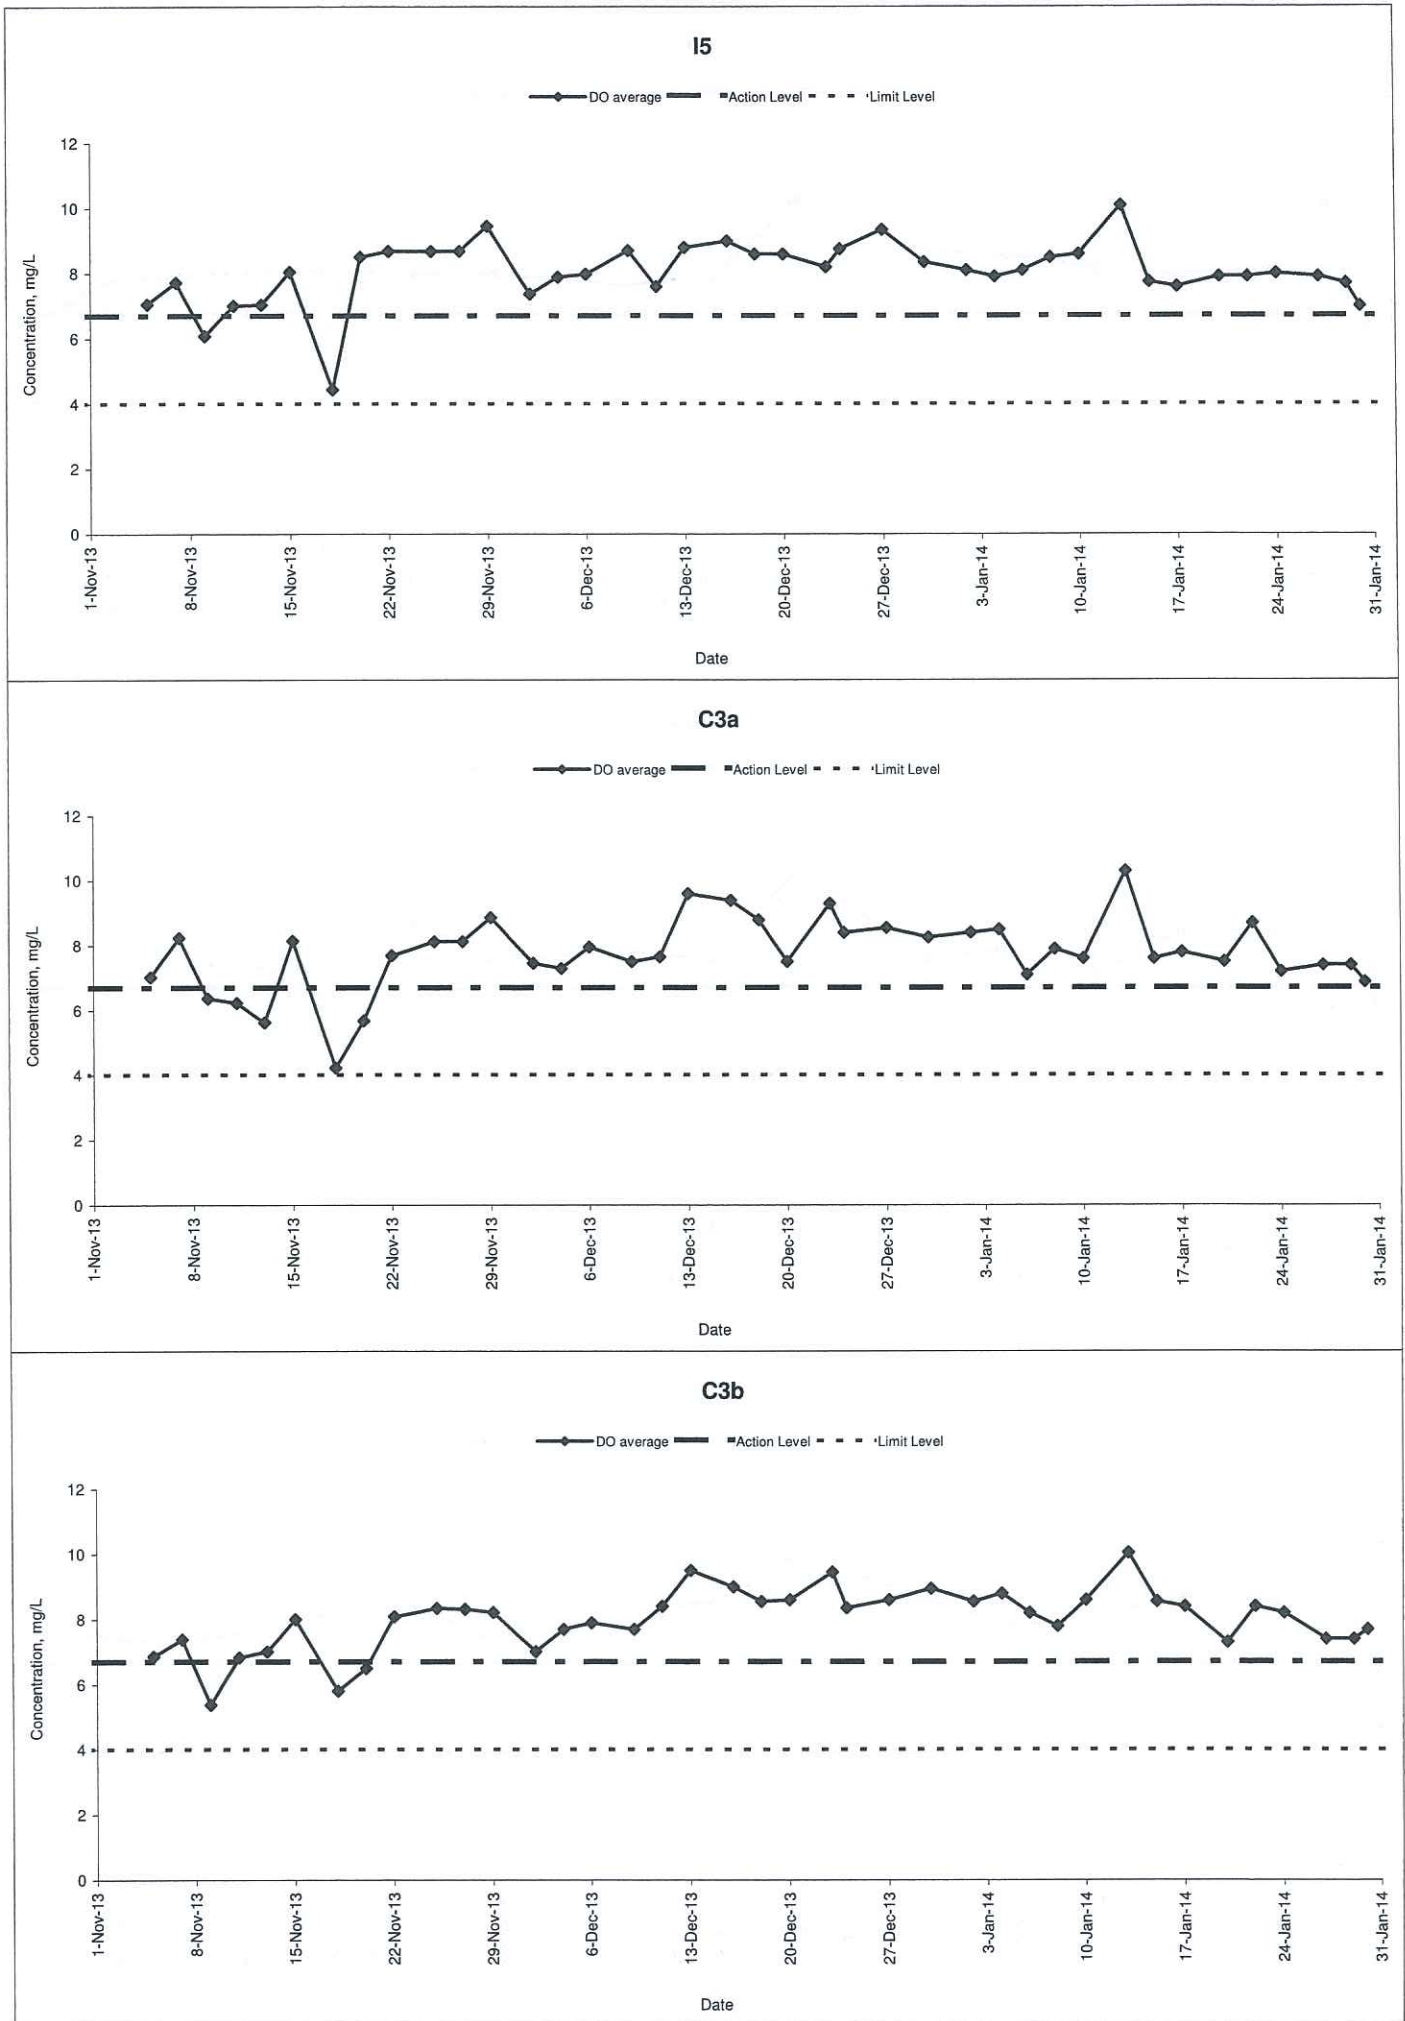 I5
DO average Action Level Limit Level
12
10
8
6
4
2
0
Concentration, mg/L
1-Nov-13 8-Nov-13 15-Nov-13 22-Nov-13 29-Nov-13 6-Dec-13 13-Dec-13 20-Dec-13 27-Dec-13 3-Jan-14 10-Jan-14 17-Jan-14 24-Jan-14 31-Jan-14
Date
C3a
DO average Action Level Limit Level
12
10
8
6
4
2
0
Concentration, mg/L
1-Nov-13 8-Nov-13 15-Nov-13 22-Nov-13 29-Nov-13 6-Dec-13 13-Dec-13 20-Dec-13 27-Dec-13 3-Jan-14 10-Jan-14 17-Jan-14 24-Jan-14 31-Jan-14
Date
C3b
DO average Action Level Limit Level
12
10
8
6
4
2
0
Concentration, mg/L
1-Nov-13 8-Nov-13 15-Nov-13 22-Nov-13 29-Nov-13 6-Dec-13 13-Dec-13 20-Dec-13 27-Dec-13 3-Jan-14 10-Jan-14 17-Jan-14 24-Jan-14 31-Jan-14
Date